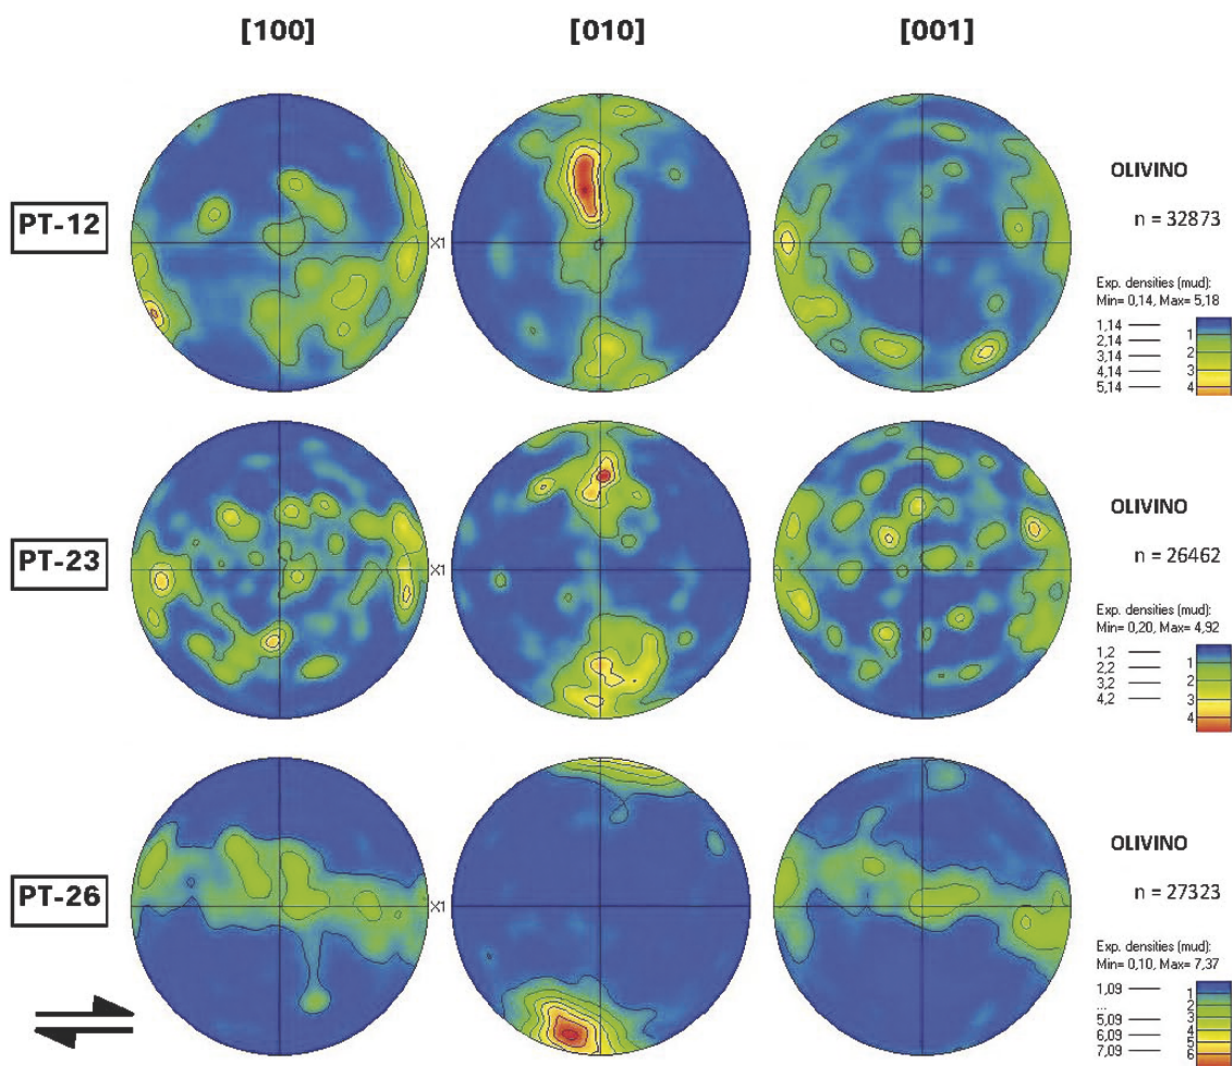 [100] [010] [001]
PT-12
X1
OLIVINO
n = 32873
Exp. densities (mud):
Min= 0,14, Max= 5,18
1,14 1
2,14 2
3,14 3
4,14
5,14 4
PT-23
X1
OLIVINO
n = 26462
Exp. densities (mud):
Min= 0,20, Max= 4,92
1,2 1
2,2 2
3,2 3
4,2 4
PT-26
X1
OLIVINO
n = 27323
Exp. densities (mud):
Min= 0,10, Max= 7,37
1,09 1
... 2
5,09 3
6,09 4
7,09 5
6